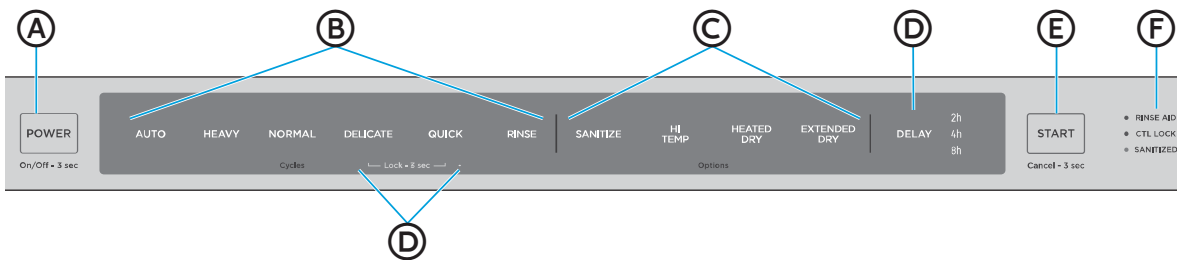 A
B
C
D
E
F
POWER
On/Off - 3 sec
AUTO
HEAVY
NORMAL
DELICATE
QUICK
RINSE
Cycles
Lock - 3 sec
SANITIZE
HI
TEMP
HEATED
DRY
EXTENDED
DRY
Options
DELAY
2h
4h
8h
START
Cancel - 3 sec
RINSE AID
CTL LOCK
SANITIZED
D